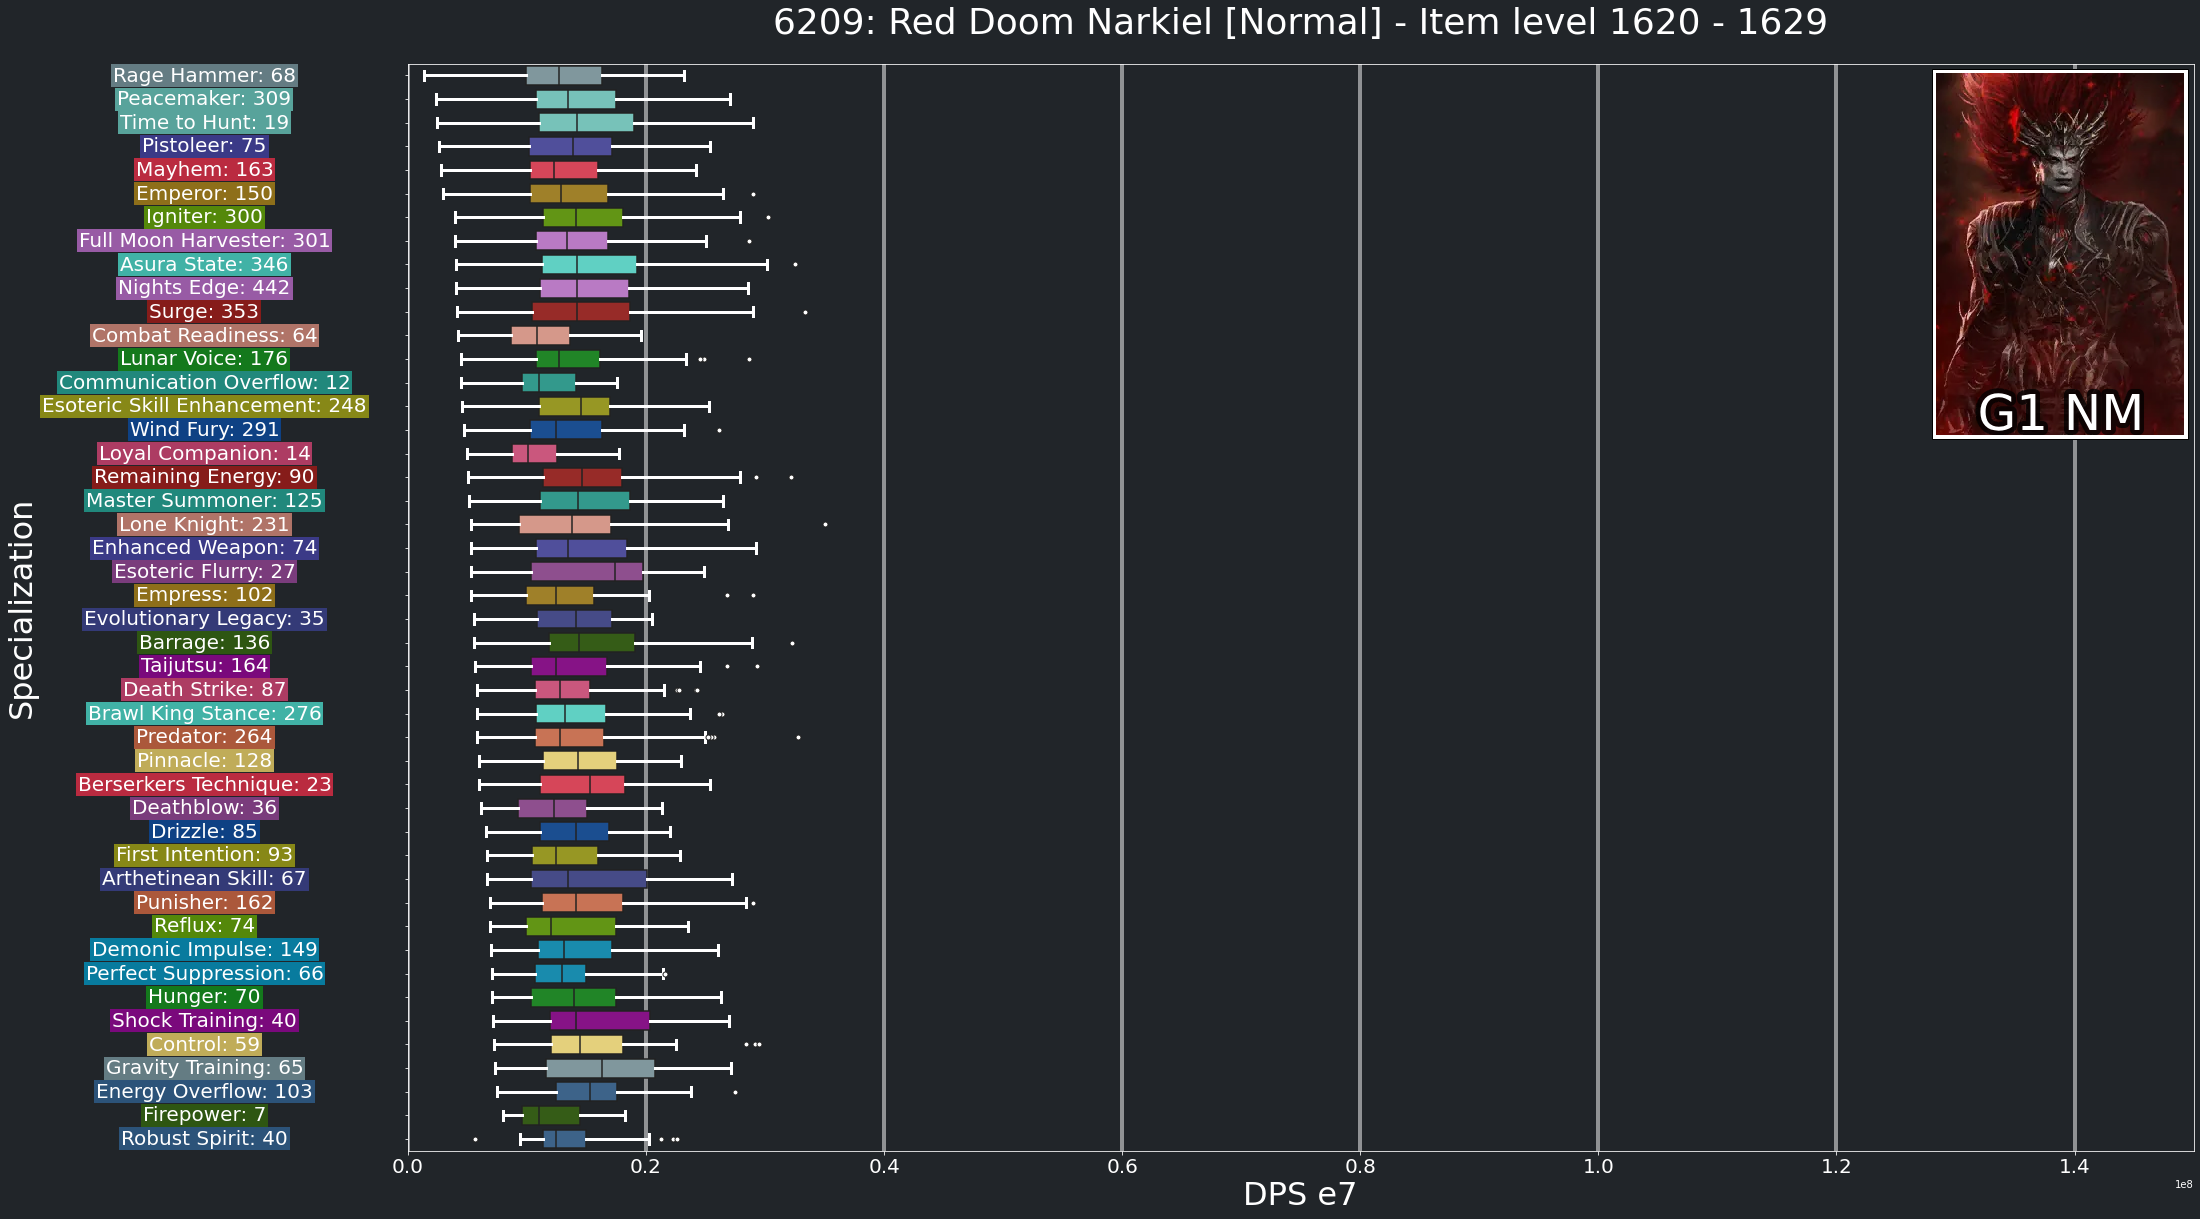 6209: Red Doom Narkiel [Normal] - Item level 1620 - 1629
Rage Hammer: 68
Peacemaker: 309
Time to Hunt: 19
Pistoleer: 75
Mayhem: 163
Emperor: 150
Igniter: 300
Full Moon Harvester: 301
Asura State: 346
Nights Edge: 442
Surge: 353
Combat Readiness: 64
Lunar Voice: 176
Communication Overflow: 12
Esoteric Skill Enhancement: 248
Wind Fury: 291
Loyal Companion: 14
Remaining Energy: 90
Master Summoner: 125
Lone Knight: 231
Enhanced Weapon: 74
Esoteric Flurry: 27
Empress: 102
Evolutionary Legacy: 35
Barrage: 136
Taijutsu: 164
Death Strike: 87
Brawl King Stance: 276
Predator: 264
Pinnacle: 128
Berserkers Technique: 23
Deathblow: 36
Drizzle: 85
First Intention: 93
Arthetinean Skill: 67
Punisher: 162
Reflux: 74
Demonic Impulse: 149
Perfect Suppression: 66
Hunger: 70
Shock Training: 40
Control: 59
Gravity Training: 65
Energy Overflow: 103
Firepower: 7
Robust Spirit: 40
Specialization
G1 NM
0.0 0.2 0.4 0.6 0.8 1.0 1.2 1.4
1e8
DPS e7